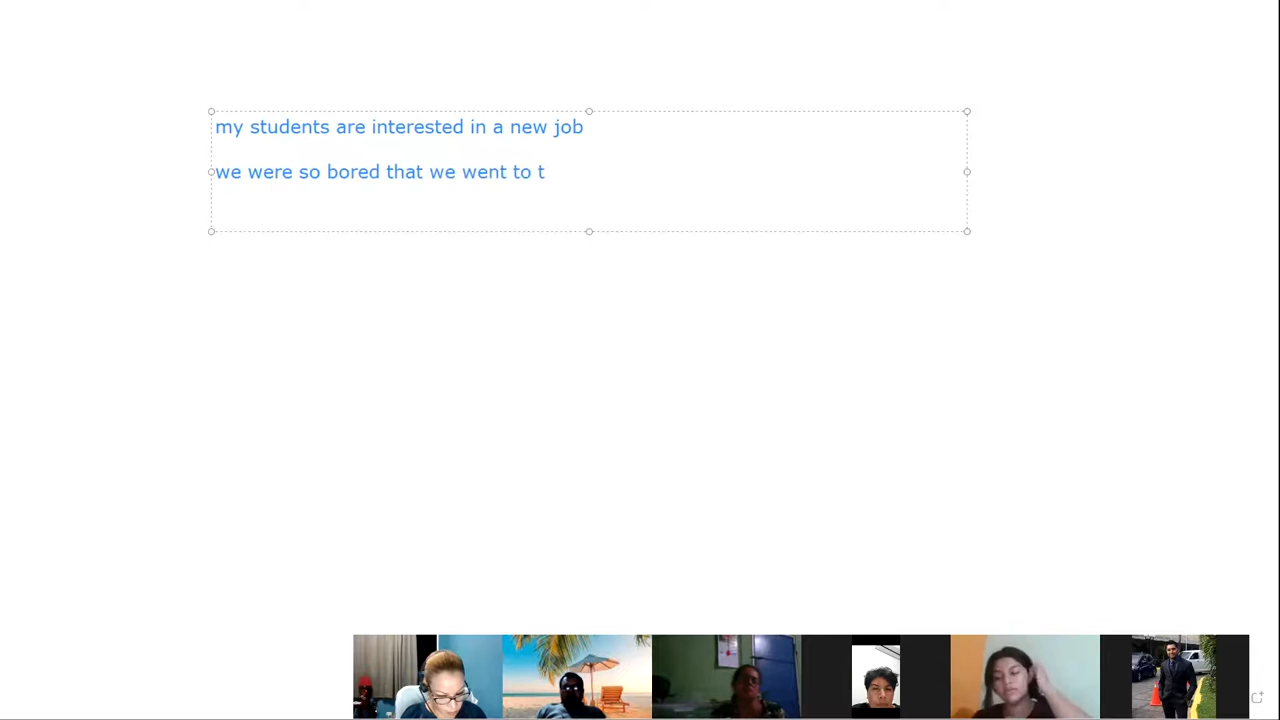 my students are interested in a new job
we were so bored that we went to t